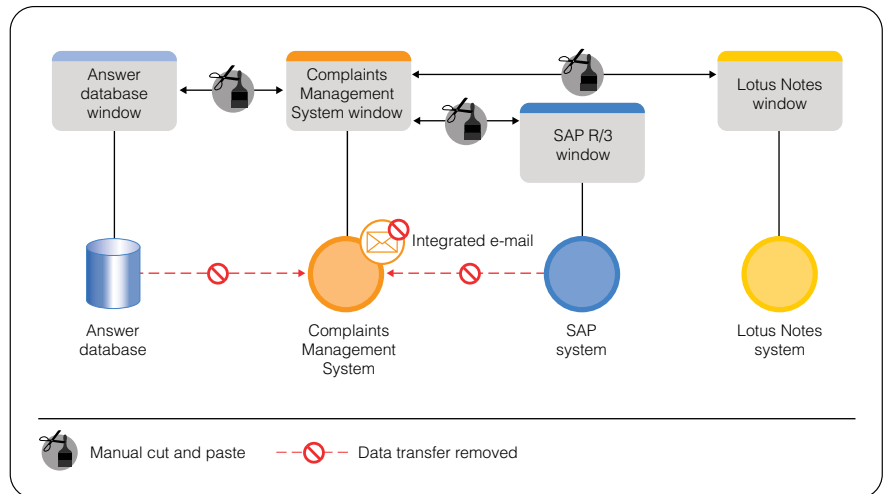 Answer
database
window
Complaints
Management
System window
SAP R/3
window
Lotus Notes
window
Integrated e-mail
Answer
database
Complaints
Management
System
SAP
system
Lotus Notes
system
Manual cut and paste
Data transfer removed